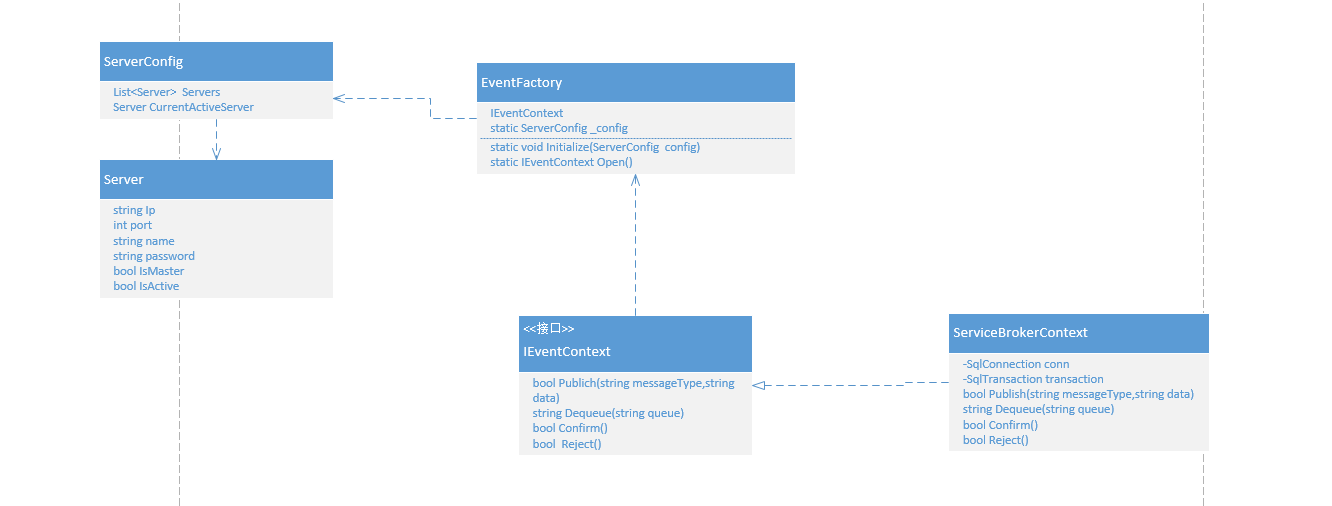 ServerConfig
List<Server>  Servers
Server CurrentActiveServer
Server
string Ip
int port
string name
string password
bool IsMaster
bool IsActive
EventFactory
IEventContext
static ServerConfig _config
static void Initialize(ServerConfig  config)
static IEventContext Open()
<<接口>>
IEventContext
bool Publich(string messageType,string
data)
string Dequeue(string queue)
bool Confirm()
bool  Reject()
ServiceBrokerContext
-SqlConnection conn
-SqlTransaction transaction
bool Publish(string messageType,string data)
string Dequeue(string queue)
bool Confirm()
bool Reject()